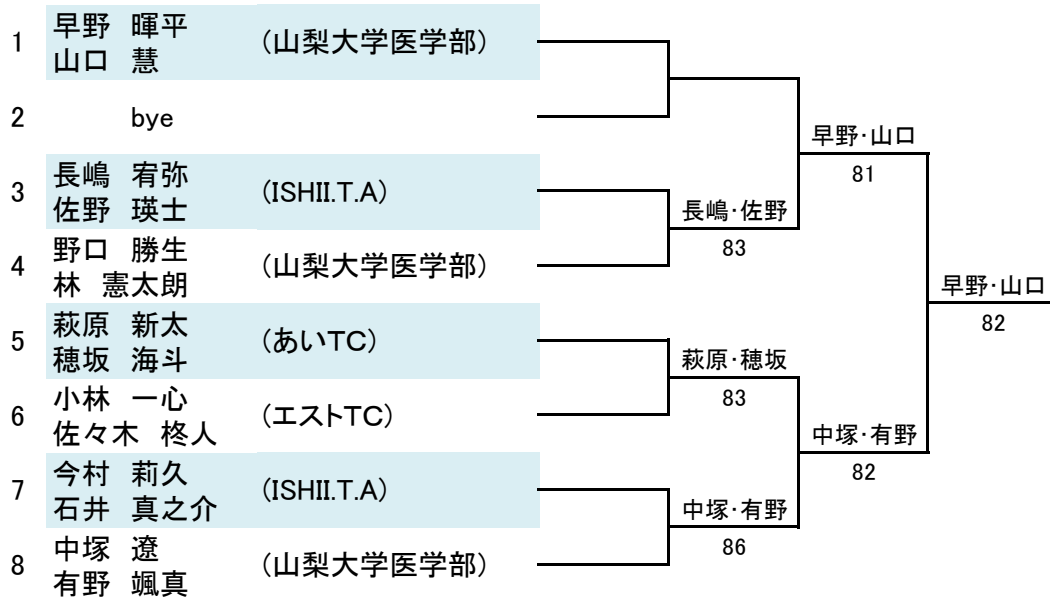 1 早野 暉平 (山梨大学医学部)
山口 慧
2 bye
早野・山口
81
3 長嶋 宥弥 (ISHII.T.A)
佐野 瑛士
長嶋・佐野
83
4 野口 勝生 (山梨大学医学部)
林 憲太朗
早野・山口
82
5 萩原 新太 (あいTC)
穂坂 海斗
萩原・穂坂
83
6 小林 一心 (エストTC)
佐々木 柊人
中塚・有野
82
7 今村 莉久 (ISHII.T.A)
石井 真之介
中塚・有野
86
8 中塚 遼 (山梨大学医学部)
有野 颯真